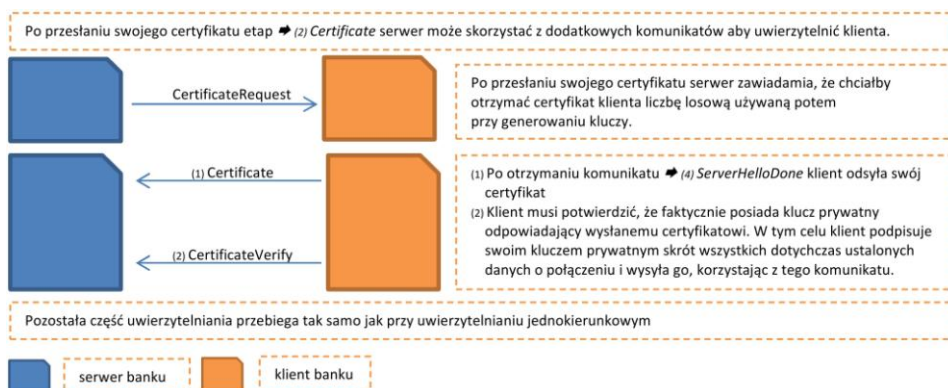 Po przesłaniu swojego certyfikatu etap ➨ (2) Certificate serwer może skorzystać z dodatkowych komunikatów aby uwierzytelnić klienta.
CertificateRequest
Po przesłaniu swojego certyfikatu serwer zawiadamia, że chciałby
otrzymać certyfikat klienta liczbę losową używaną potem
przy generowaniu kluczy.
(1) Certificate
(2) CertificateVerify
(1) Po otrzymaniu komunikatu ➨ (4) ServerHelloDone klient odsyła swój
certyfikat
(2) Klient musi potwierdzić, że faktycznie posiada klucz prywatny
odpowiadający wysłanemu certyfikatowi. W tym celu klient podpisuje
swoim kluczem prywatnym skrót wszystkich dotychczas ustalonych
danych o połączeniu i wysyła go, korzystając z tego komunikatu.
Pozostała część uwierzytelniania przebiega tak samo jak przy uwierzytelnianiu jednokierunkowym
serwer banku
klient banku